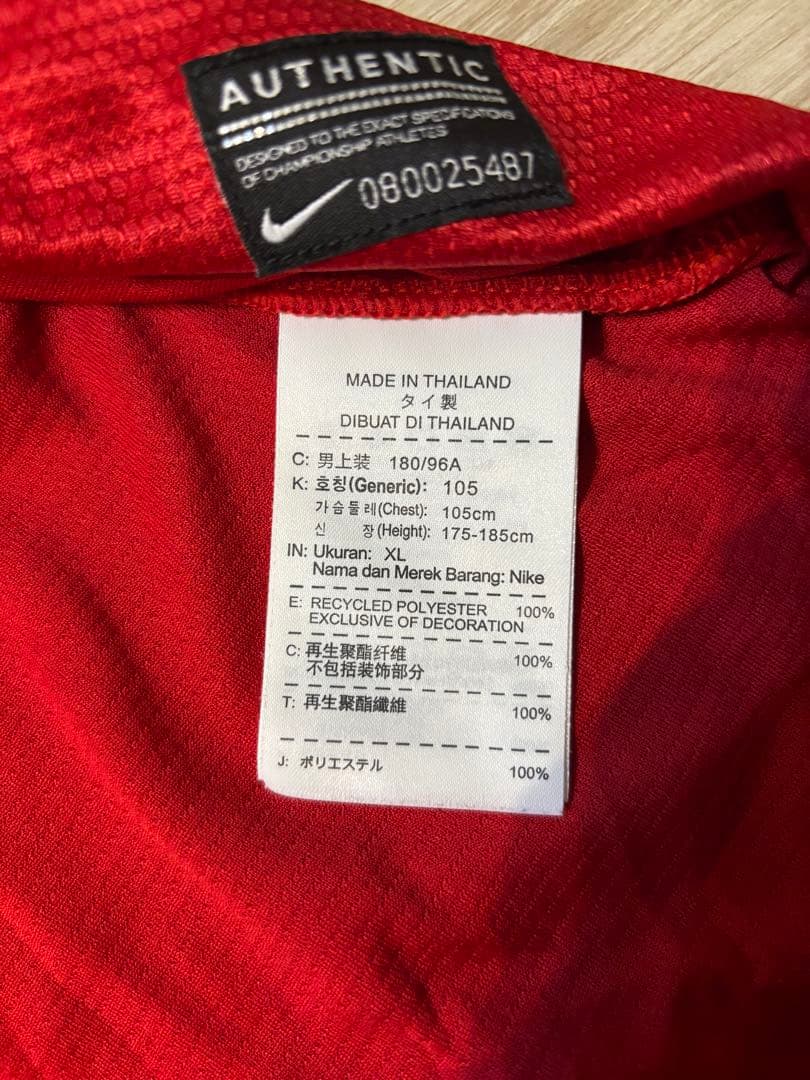 AUTHENTIC
DESIGNED TO THE EXACT SPECIFICATIONS
OF CHAMPIONSHIP ATHLETES
080025487
MADE IN THAILAND
タイ製
DIBUAT DI THAILAND
C: 男上装 180/96A
K: 호칭(Generic): 105
가슴둘레(Chest): 105cm
신 장(Height): 175-185cm
IN: Ukuran: XL
Nama dan Merek Barang: Nike
E: RECYCLED POLYESTER 100%
EXCLUSIVE OF DECORATION
C: 再生聚酯纤维 100%
不包括装饰部分
T: 再生聚酯纖維 100%
J: ポリエステル 100%